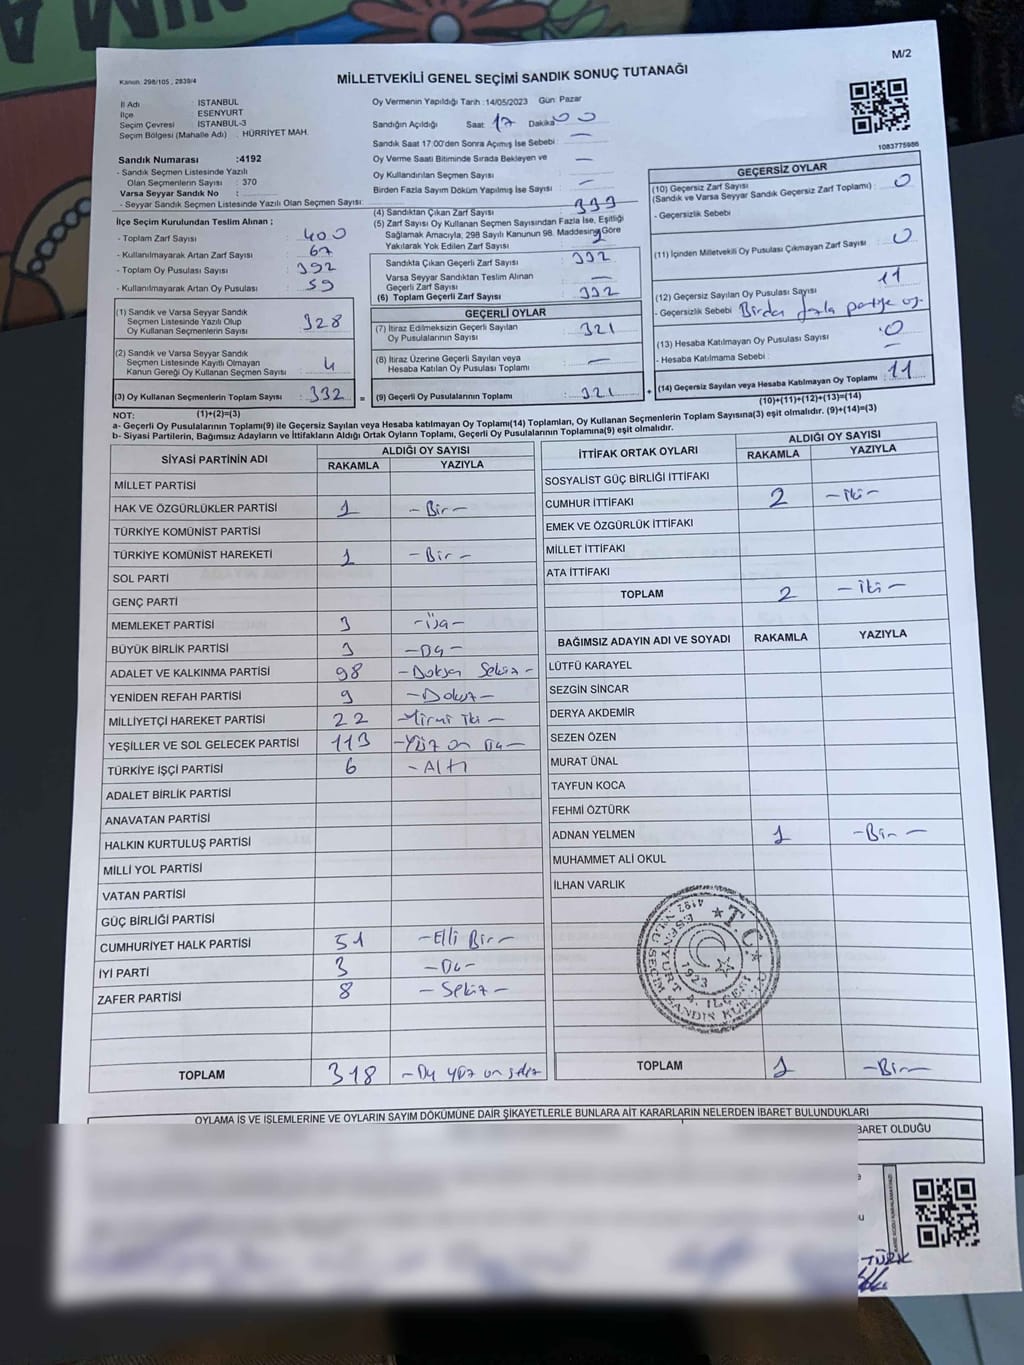 M/2
Kanun: 298/105 , 2839/4
MİLLETVEKİLİ GENEL SEÇİMİ SANDIK SONUÇ TUTANAĞI
İl Adı : İSTANBUL
İlçe : ESENYURT
Seçim Çevresi : İSTANBUL-3
Seçim Bölgesi (Mahalle Adı) : HÜRRİYET MAH.
Oy Vermenin Yapıldığı Tarih :14/05/2023 Gün: Pazar
Sandığın Açıldığı Saat: 17 Dakika: 00
Sandık Saat 17:00'den Sonra Açımış İse Sebebi : —
Oy Verme Saati Bitiminde Sırada Bekleyen ve
Oy Kullandırılan Seçmen Sayısı : —
Birden Fazla Sayım Döküm Yapılmış İse Sayısı : —
1083775986
Sandık Numarası :4192
- Sandık Seçmen Listesinde Yazılı
Olan Seçmenlerin Sayısı : 370
Varsa Seyyar Sandık No :
- Seyyar Sandık Seçmen Listesinde Yazılı Olan Seçmen Sayısı:
İlçe Seçim Kurulundan Teslim Alınan ;
- Toplam Zarf Sayısı : 400
- Kullanılmayarak Artan Zarf Sayısı : 67
- Toplam Oy Pusulası Sayısı : 392
- Kullanılmayarak Artan Oy Pusulası : 59
(1) Sandık ve Varsa Seyyar Sandık
Seçmen Listesinde Yazılı Olup
Oy Kullanan Seçmenlerin Sayısı : 328
(2) Sandık ve Varsa Seyyar Sandık
Seçmen Listesinde Kayıtlı Olmayan
Kanun Gereği Oy Kullanan Seçmen Sayısı : 4
(3) Oy Kullanan Seçmenlerin Toplam Sayısı : 332
(4) Sandıktan Çıkan Zarf Sayısı : 333
(5) Zarf Sayısı Oy Kullanan Seçmen Sayısından Fazla İse, Eşitliği
Sağlamak Amacıyla, 298 Sayılı Kanunun 98. Maddesine Göre
Yakılarak Yok Edilen Zarf Sayısı :
Sandıkta Çıkan Geçerli Zarf Sayısı : 332
Varsa Seyyar Sandıktan Teslim Alınan
Geçerli Zarf Sayısı : —
(6) Toplam Geçerli Zarf Sayısı : 332
GEÇERLİ OYLAR
(7) İtiraz Edilmeksizin Geçerli Sayılan
Oy Pusulasının Sayısı : 321
(8) İtiraz Üzerine Geçerli Sayılan veya
Hesaba Katılan Oy Pusulası Toplamı : —
= (9) Geçerli Oy Pusulalarının Toplamı : 321
GEÇERSİZ OYLAR
(10) Geçersiz Zarf Sayısı
(Sandık ve Varsa Seyyar Sandık Geçersiz Zarf Toplamı) : 0
- Geçersizlik Sebebi
(11) İçinden Milletvekili Oy Pusulası Çıkmayan Zarf Sayısı : 0
(12) Geçersiz Sayılan Oy Pusulası Sayısı : 11
- Geçersizlik Sebebi Birden fazla partiye oy.
(13) Hesaba Katılmayan Oy Pusulası Sayısı : 0
- Hesaba Katılmama Sebebi : —
+ (14) Geçersiz Sayılan veya Hesaba Katılmayan Oy Toplamı : 11
NOT: (1)+(2)=(3)
(10)+(11)+(12)+(13)=(14)
a- Geçerli Oy Pusulalarının Toplamı(9) ile Geçersiz Sayılan veya Hesaba katılmayan Oy Toplamı(14) Toplamları, Oy Kullanan Seçmenlerin Toplam Sayısına(3) eşit olmalıdır. (9)+(14)=(3)
b- Siyasi Partilerin, Bağımsız Adayların ve İttifakların Aldığı Ortak Oyların Toplamı, Geçerli Oy Pusulalarının Toplamına(9) eşit olmalıdır.
SİYASİ PARTİNİN ADI ALDIĞI OY SAYISI
RAKAMLA YAZIYLA
MİLLET PARTİSİ
HAK VE ÖZGÜRLÜKLER PARTİSİ 1 - Bir -
TÜRKİYE KOMÜNİST PARTİSİ
TÜRKİYE KOMÜNİST HAREKETİ 1 - Bir -
SOL PARTİ
GENÇ PARTİ
MEMLEKET PARTİSİ 3
BÜYÜK BİRLİK PARTİSİ 3
ADALET VE KALKINMA PARTİSİ 98 - Doksan Sekiz -
YENİDEN REFAH PARTİSİ 9 - Dokuz -
MİLLİYETÇİ HAREKET PARTİSİ 22 - Yirmi iki -
YEŞİLLER VE SOL GELECEK PARTİSİ 113 - Yüz on
TÜRKİYE İŞÇİ PARTİSİ 6 - Altı
ADALET BİRLİK PARTİSİ
ANAVATAN PARTİSİ
HALKIN KURTULUŞ PARTİSİ
MİLLİ YOL PARTİSİ
VATAN PARTİSİ
GÜÇ BİRLİĞİ PARTİSİ
CUMHURİYET HALK PARTİSİ 51 - Elli Bir -
İYİ PARTİ 3
ZAFER PARTİSİ 8 - Sekiz -
TOPLAM 318 yüz on sekiz
İTTİFAK ORTAK OYLARI ALDIĞI OY SAYISI
RAKAMLA YAZIYLA
SOSYALİST GÜÇ BİRLİĞİ İTTİFAKI
CUMHUR İTTİFAKI 2 - iki -
EMEK VE ÖZGÜRLÜK İTTİFAKI
MİLLET İTTİFAKI
ATA İTTİFAKI
TOPLAM 2 - iki -
BAĞIMSIZ ADAYIN ADI VE SOYADI RAKAMLA YAZIYLA
LÜTFÜ KARAYEL
SEZGİN SİNCAR
DERYA AKDEMİR
SEZEN ÖZEN
MURAT ÜNAL
TAYFUN KOCA
FEHMİ ÖZTÜRK
ADNAN YELMEN 1 - Bir -
MUHAMMET ALİ OKUL
İLHAN VARLIK
T.C.
ESENYURT 4. İLÇESİ
4192 NOLU SEÇİM SANDIK KURULU
1923
TOPLAM 1 - Bir -
OYLAMA İŞ VE İŞLEMLERİNE VE OYLARIN SAYIM DÖKÜMÜNE DAİR ŞİKAYETLERLE BUNLARA AİT KARARLARIN NELERDEN İBARET BULUNDUKLARI
BARET OLDUĞU
TÜRK